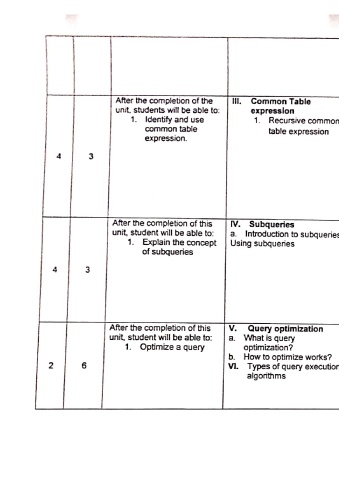 After the completion of the
unit, students will be able to:
1. Identify and use
common table
expression.
III. Common Table
expression
1. Recursive common
table expression
4
3
After the completion of this
unit, student will be able to:
1. Explain the concept
of subqueries
IV. Subqueries
a. Introduction to subqueries
Using subqueries
4
3
After the completion of this
unit, student will be able to:
1. Optimize a query
V. Query optimization
a. What is query
optimization?
b. How to optimize works?
VI. Types of query execution
algorithms
2
6